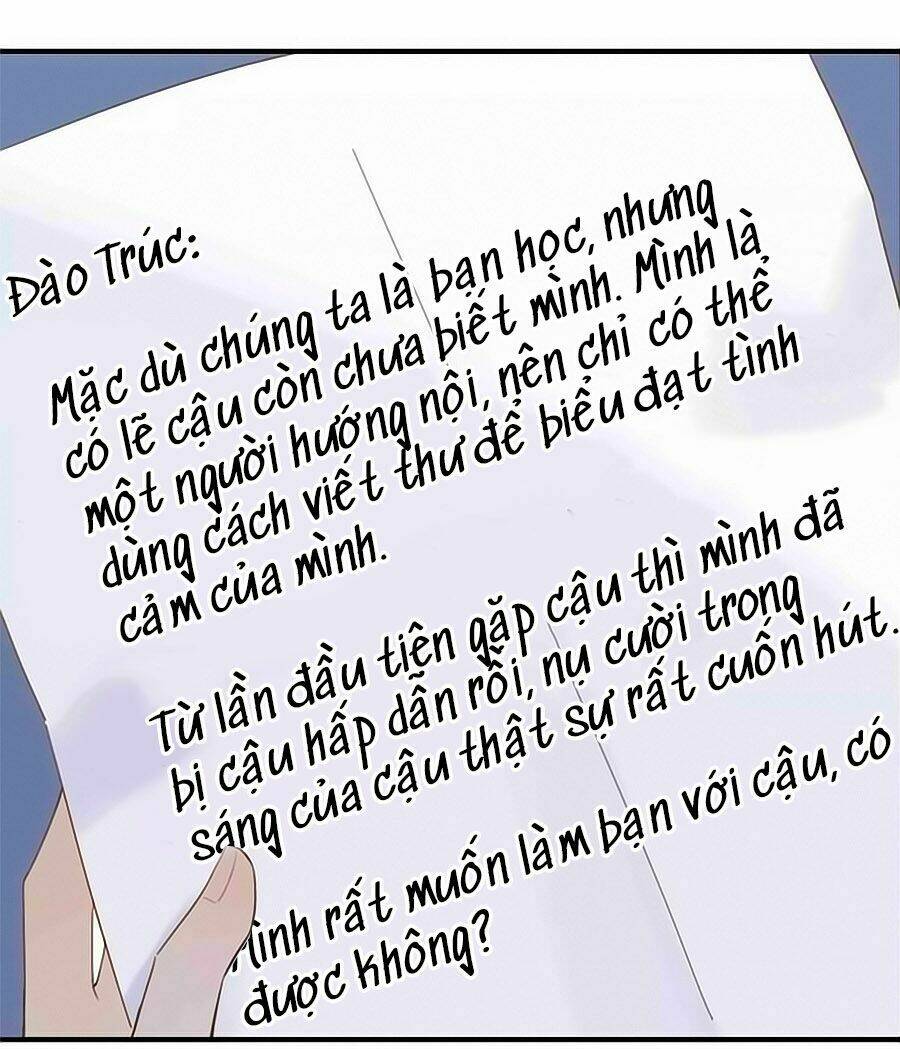 Đào Trúc:
Mặc dù chúng ta là bạn học, nhưng
có lẽ cậu còn chưa biết mình. Mình là
một người hướng nội, nên chỉ có thể
dùng cách viết thư để biểu đạt tình
cảm của mình.
Từ lần đầu tiên gặp cậu thì mình đã
bị cậu hấp dẫn rồi, nụ cười trong
sáng của cậu thật sự rất cuốn hút.
Mình rất muốn làm bạn với cậu, có
được không?